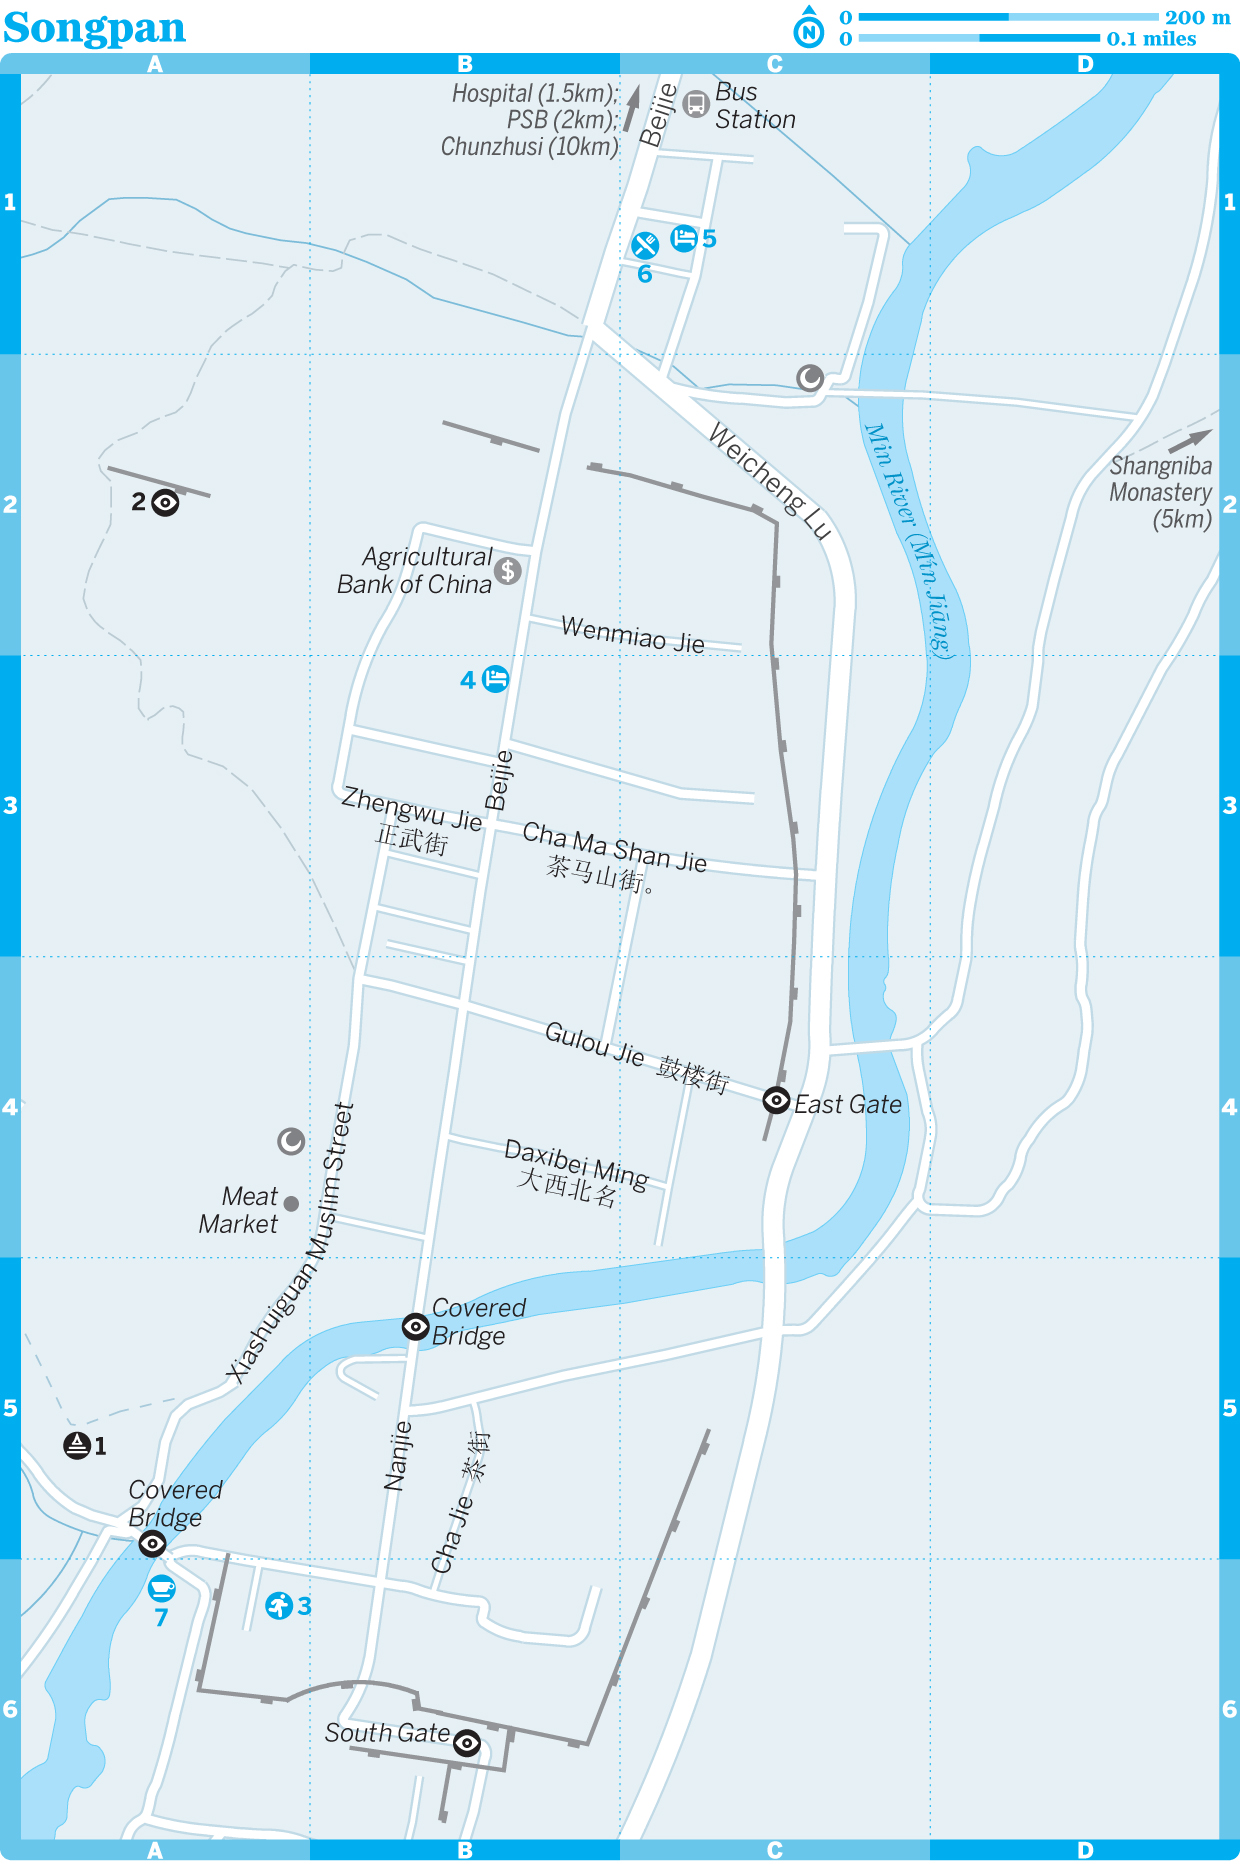 Songpan
N
0 200 m
0 0.1 miles
A B C D
Hospital (1.5km);
PSB (2km);
Chunzhusi (10km)
Beijie
Bus
Station
1 1
5
6
Weicheng Lu
Min River (Mín Jiāng)
Shangniba
Monastery
(5km)
2 2
2
Agricultural
Bank of China
$
Wenmiao Jie
4
Beijie
3 3
Zhengwu Jie
正武街
Cha Ma Shan Jie
茶马山街。
Gulou Jie 鼓楼街
East Gate
4 4
Daxibei Ming
大西北名
Meat
Market
Xiashuiguan Muslim Street
Covered
Bridge
5 5
1
Nanjie
Cha Jie 茶街
Covered
Bridge
7
3
6 6
South Gate
A B C D